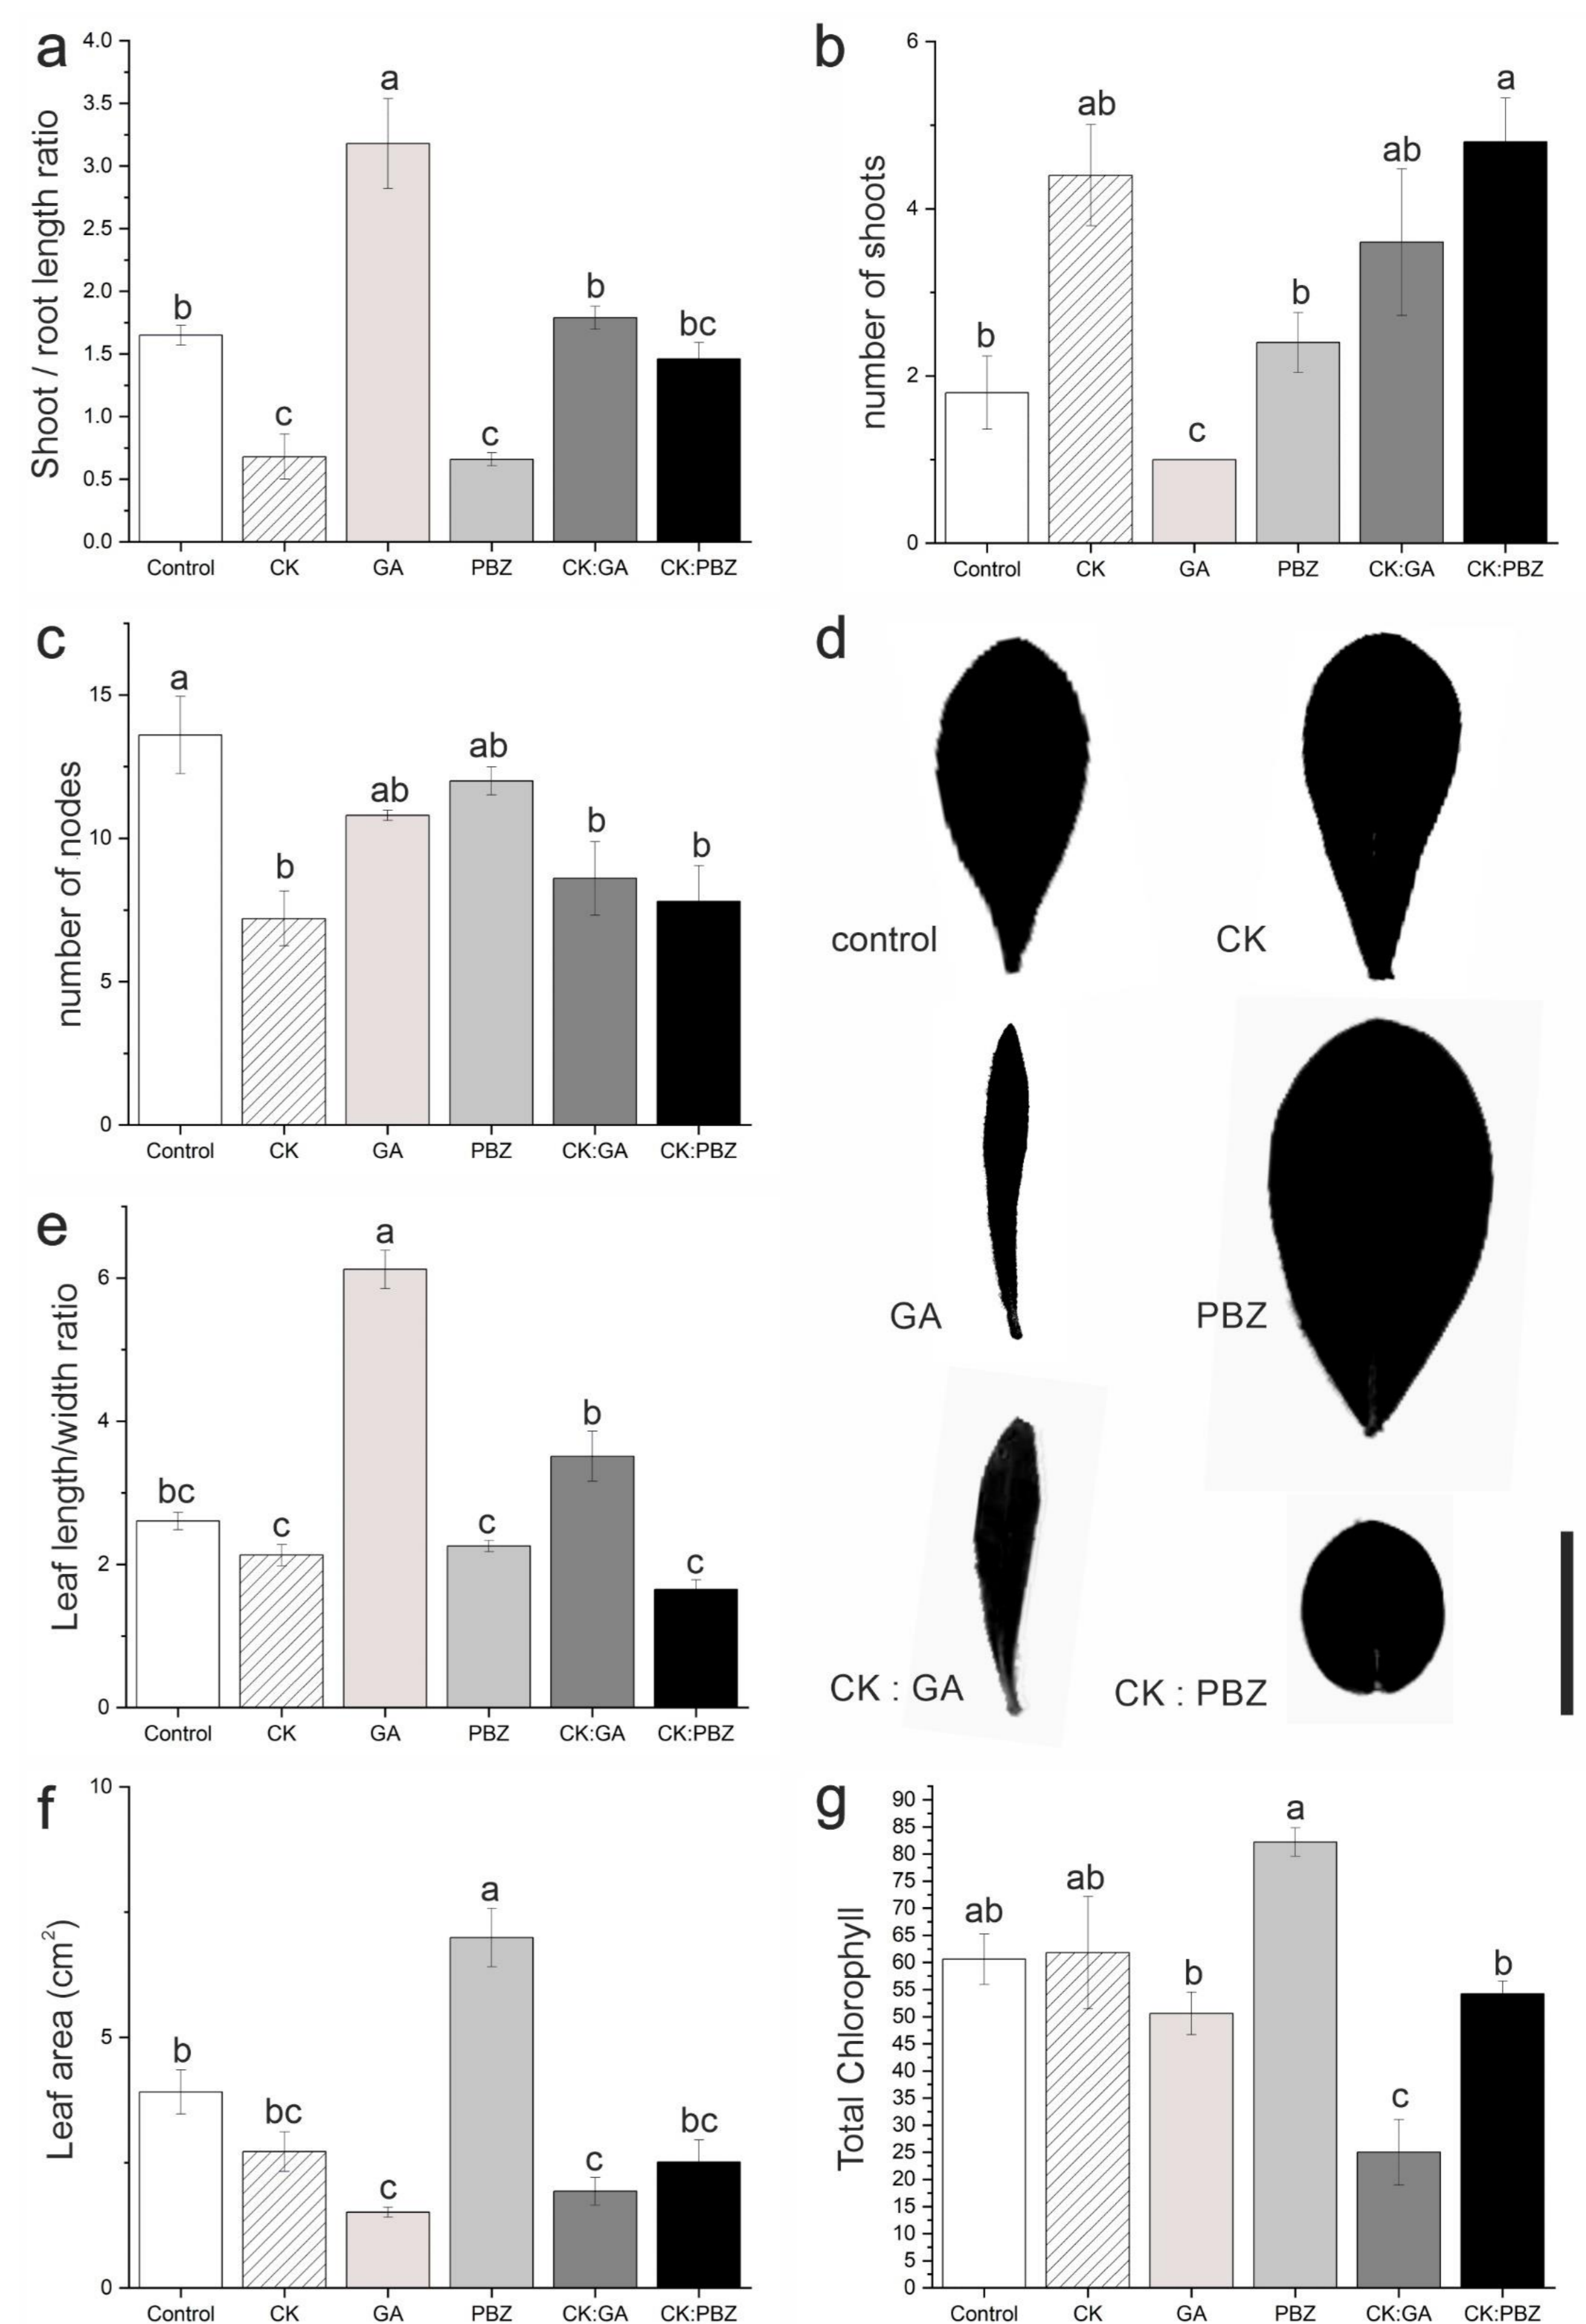 a
Shoot / root length ratio
4.0
3.5
3.0
2.5
2.0
1.5
1.0
0.5
0.0
b
c
a
c
b
bc
Control CK GA PBZ CK:GA CK:PBZ
b
number of shoots
6
4
2
0
b
ab
c
b
ab
a
Control CK GA PBZ CK:GA CK:PBZ
c
number of nodes
15
10
5
0
a
b
ab
ab
b
b
Control CK GA PBZ CK:GA CK:PBZ
d
control
CK
GA
PBZ
CK : GA
CK : PBZ
e
Leaf length/width ratio
6
4
2
0
bc
c
a
c
b
c
Control CK GA PBZ CK:GA CK:PBZ
f
Leaf area (cm²)
10
5
0
b
bc
c
a
c
bc
Control CK GA PBZ CK:GA CK:PBZ
g
Total Chlorophyll
90
85
80
75
70
65
60
55
50
45
40
35
30
25
20
15
10
5
0
ab
ab
b
a
c
b
Control CK GA PBZ CK:GA CK:PBZ